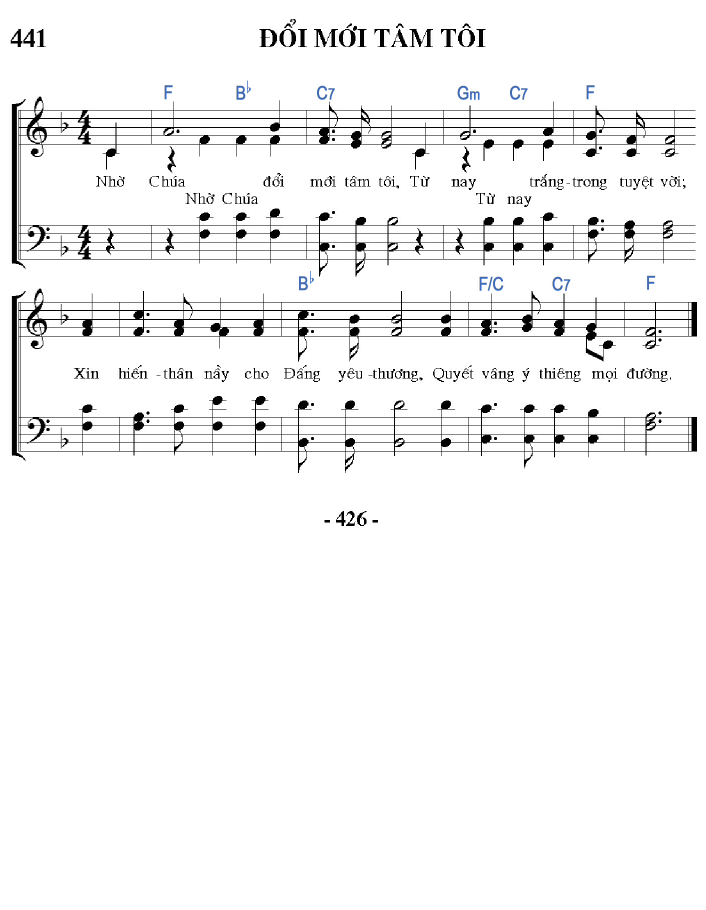 441 ĐỔI MỚI TÂM TÔI
F B♭ C7 Gm C7 F
Nhờ Chúa đổi mới tâm tôi, Từ nay trắng-trong tuyệt vời;
Nhờ Chúa Từ nay
B♭ F/C C7 F
Xin hiến-thân nầy cho Đấng yêu-thương, Quyết vâng ý thiêng mọi đường.
- 426 -